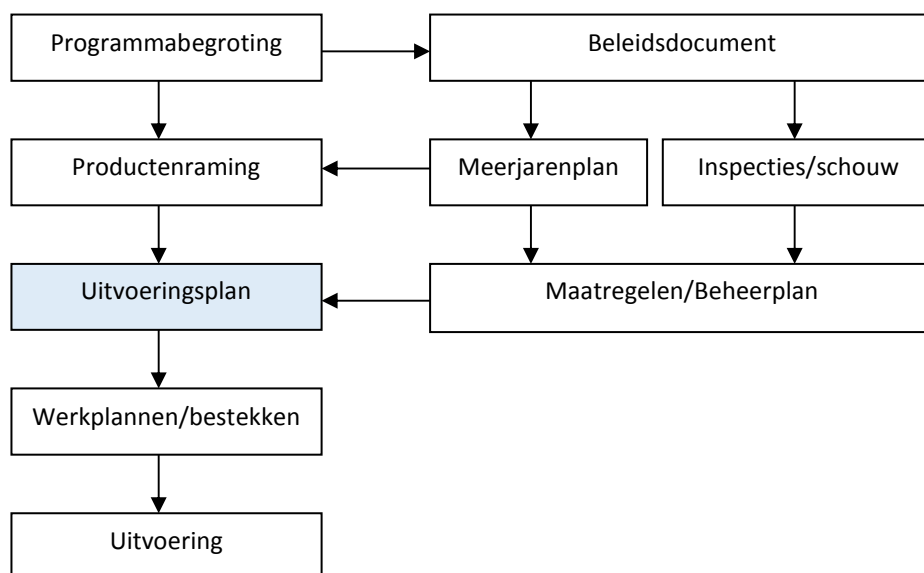 Programmabegroting
Beleidsdocument
Productenraming
Meerjarenplan
Inspecties/schouw
Uitvoeringsplan
Maatregelen/Beheerplan
Werkplannen/bestekken
Uitvoering